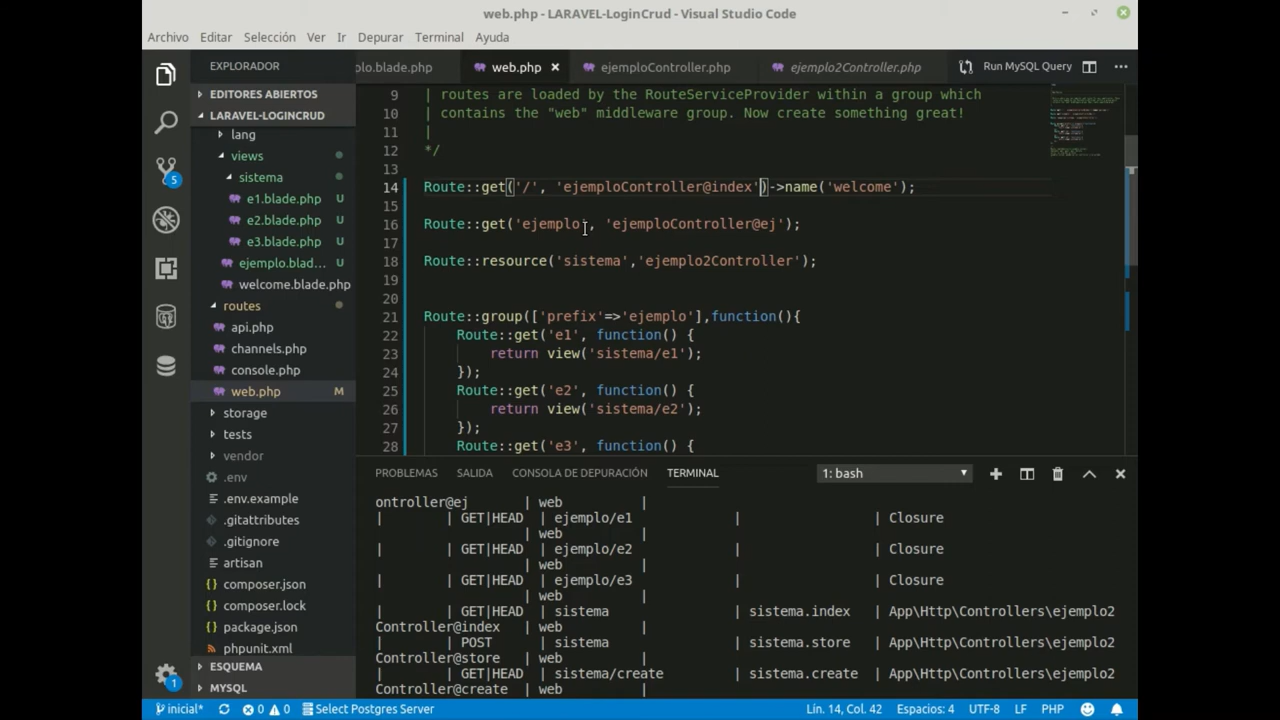 web.php - LARAVEL-LoginCrud - Visual Studio Code
Archivo Editar Selección Ver Ir Depurar Terminal Ayuda
EXPLORADOR
EDITORES ABIERTOS
LARAVEL-LOGINCRUD
lang
views
sistema
e1.blade.php U
e2.blade.php U
e3.blade.php U
ejemplo.blad... U
welcome.blade.php
routes
api.php
channels.php
console.php
web.php M
storage
tests
vendor
.env
.env.example
.gitattributes
.gitignore
artisan
composer.json
composer.lock
package.json
phpunit.xml
ESQUEMA
MYSQL
5
1
plo.blade.php web.php ejemploController.php ejemplo2Controller.php Run MySQL Query
9 | routes are loaded by the RouteServiceProvider within a group which
10 | contains the "web" middleware group. Now create something great!
11 |
12 */
13
14 Route::get('/', 'ejemploController@index')->name('welcome');
15
16 Route::get('ejemplo', 'ejemploController@ej');
17
18 Route::resource('sistema','ejemplo2Controller');
19
20
21 Route::group(['prefix'=>'ejemplo'],function(){
22 Route::get('e1', function() {
23 return view('sistema/e1');
24 });
25 Route::get('e2', function() {
26 return view('sistema/e2');
27 });
28 Route::get('e3', function() {
PROBLEMAS SALIDA CONSOLA DE DEPURACIÓN TERMINAL 1: bash
ontroller@ej | web |
| | GET|HEAD | ejemplo/e1 | | Closure
| web |
| | GET|HEAD | ejemplo/e2 | | Closure
| web |
| | GET|HEAD | ejemplo/e3 | | Closure
| web |
| | GET|HEAD | sistema | sistema.index | App\Http\Controllers\ejemplo2
Controller@index | web |
| | POST | sistema | sistema.store | App\Http\Controllers\ejemplo2
Controller@store | web |
| | GET|HEAD | sistema/create | sistema.create | App\Http\Controllers\ejemplo2
Controller@create | web |
inicial* 0 0 Select Postgres Server Lín. 14, Col. 42 Espacios: 4 UTF-8 LF PHP